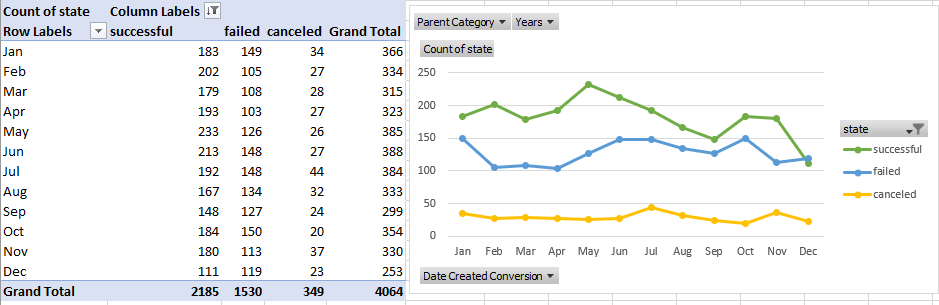 Count of state Column Labels
Row Labels successful failed canceled Grand Total
Jan 183 149 34 366
Feb 202 105 27 334
Mar 179 108 28 315
Apr 193 103 27 323
May 233 126 26 385
Jun 213 148 27 388
Jul 192 148 44 384
Aug 167 134 32 333
Sep 148 127 24 299
Oct 184 150 20 354
Nov 180 113 37 330
Dec 111 119 23 253
Grand Total 2185 1530 349 4064
Parent Category Years
Count of state
250
200
150
100
50
0
Jan Feb Mar Apr May Jun Jul Aug Sep Oct Nov Dec
state
successful
failed
canceled
Date Created Conversion